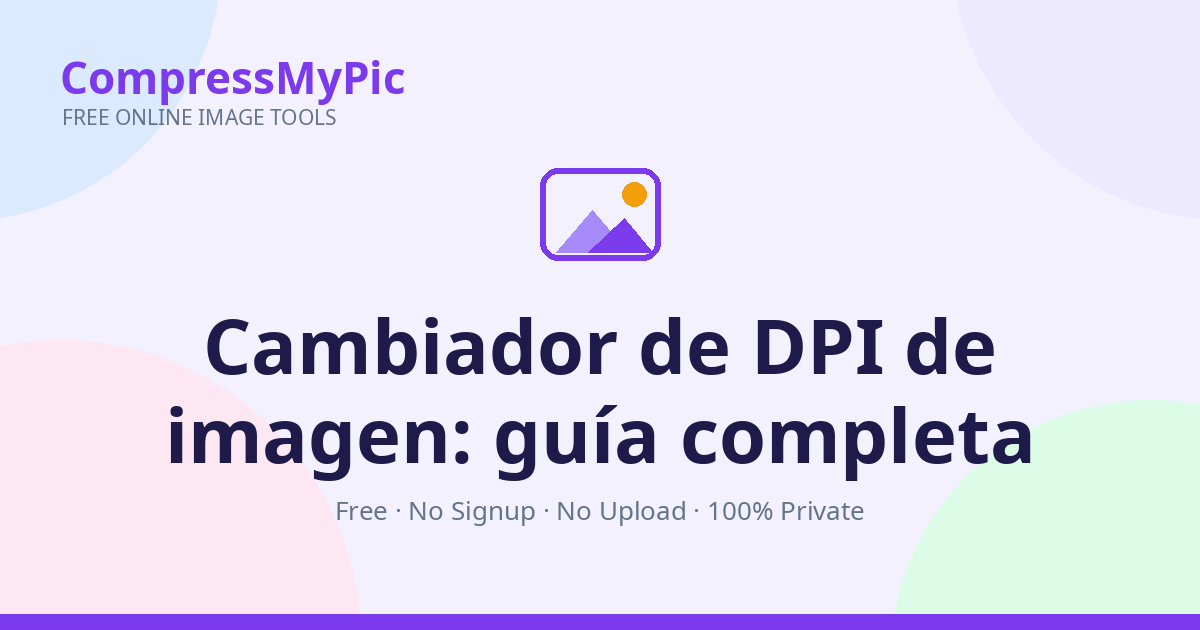 CompressMyPic
FREE ONLINE IMAGE TOOLS
Cambiador de DPI de
imagen: guía completa
Free · No Signup · No Upload · 100% Private